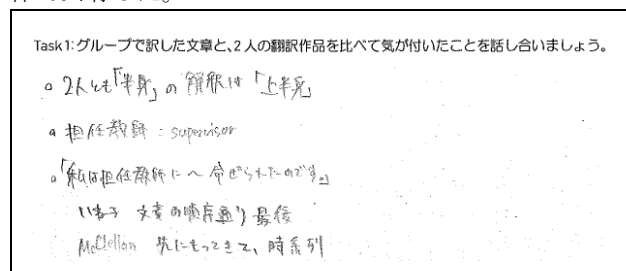 Task1:グループで訳した文章と、2人の翻訳作品を比べて気が付いたことを話し合いましょう。
○ 2人とも「半身」の解釈は「上半身」
○ 担任教師 : supervisor
○「私は担任教師に〜命ぜられたのです。」
文章の順序通り 最後
McClellan 先にもってきて、時系列